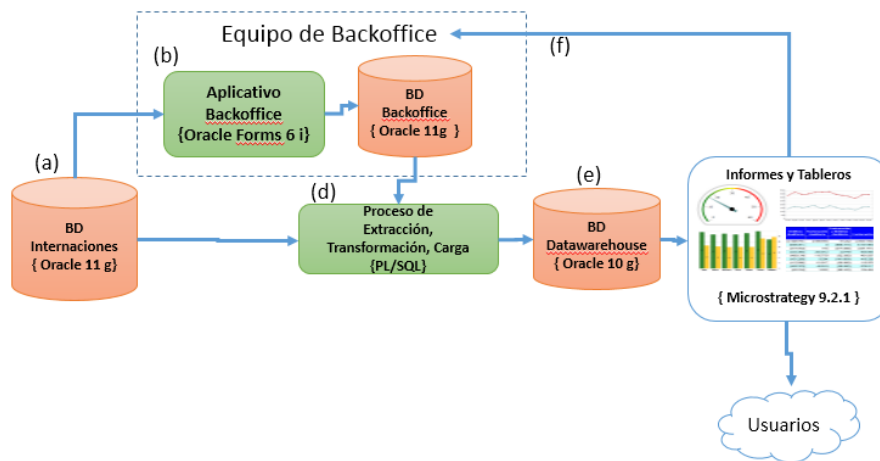 Equipo de Backoffice
(f)
(b)
Aplicativo
Backoffice
{Oracle Forms 6 i}
BD
Backoffice
{ Oracle 11g }
(a)
BD
Internaciones
{ Oracle 11 g}
(d)
Proceso de
Extracción,
Transformación, Carga
{PL/SQL}
(e)
BD
Datawarehouse
{ Oracle 10 g}
Informes y Tableros
{ Microstrategy 9.2.1 }
Usuarios